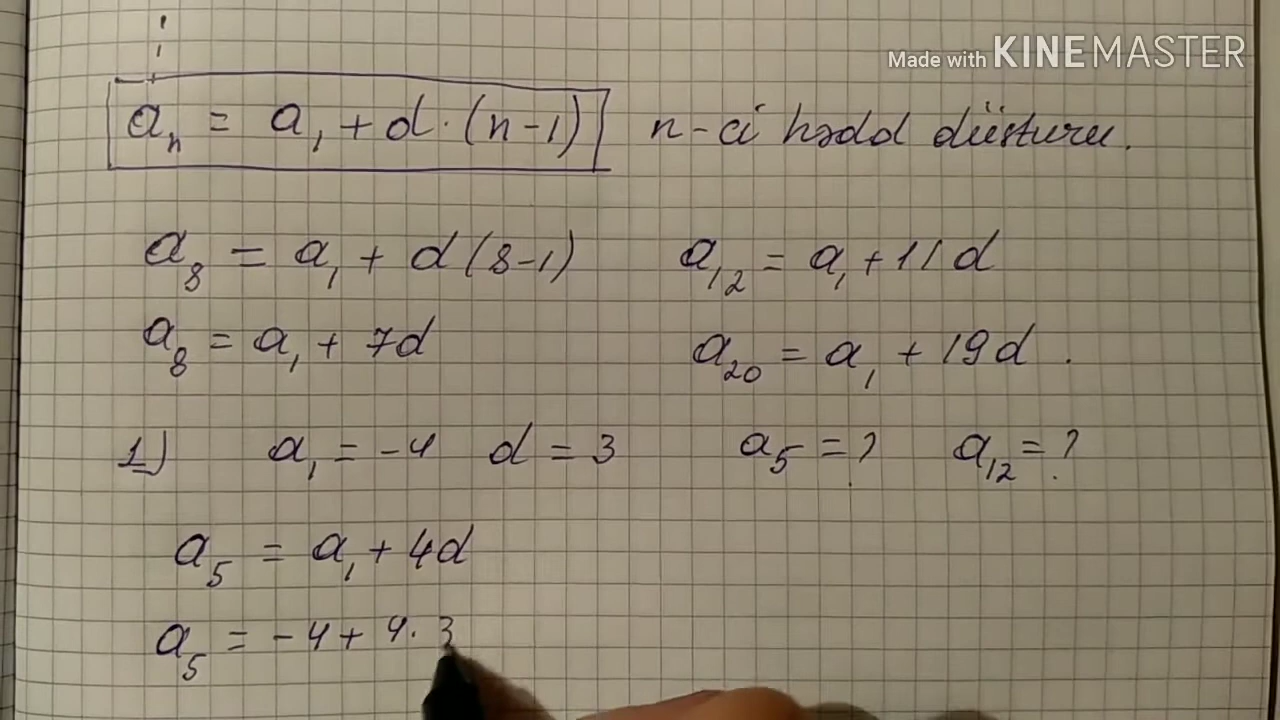 Made with KINEMASTER
aₙ = a₁ + d · (n-1) n-ci hədd düsturu.
a₈ = a₁ + d (8-1) a₁₂ = a₁ + 11d
a₈ = a₁ + 7d a₂₀ = a₁ + 19d .
1) a₁ = -4 d = 3 a₅ = ? a₁₂ = ?
a₅ = a₁ + 4d
a₅ = -4 + 4 · 3